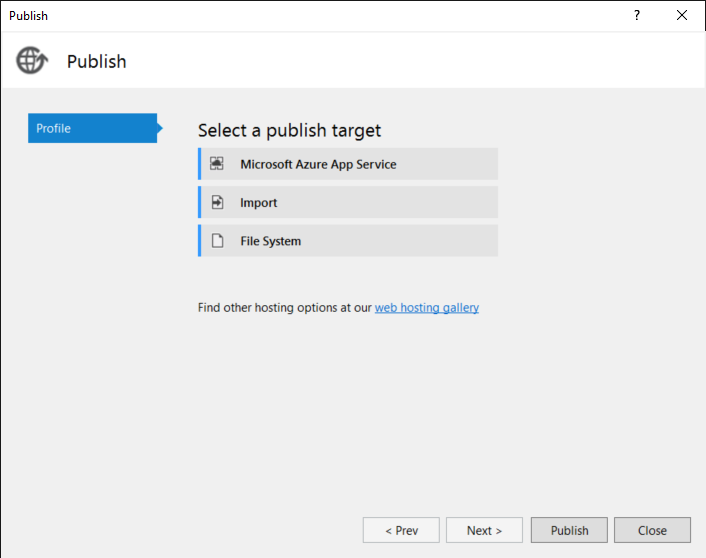 Publish
?
Publish
Profile
Select a publish target
Microsoft Azure App Service
Import
File System
Find other hosting options at our web hosting gallery
< Prev
Next >
Publish
Close